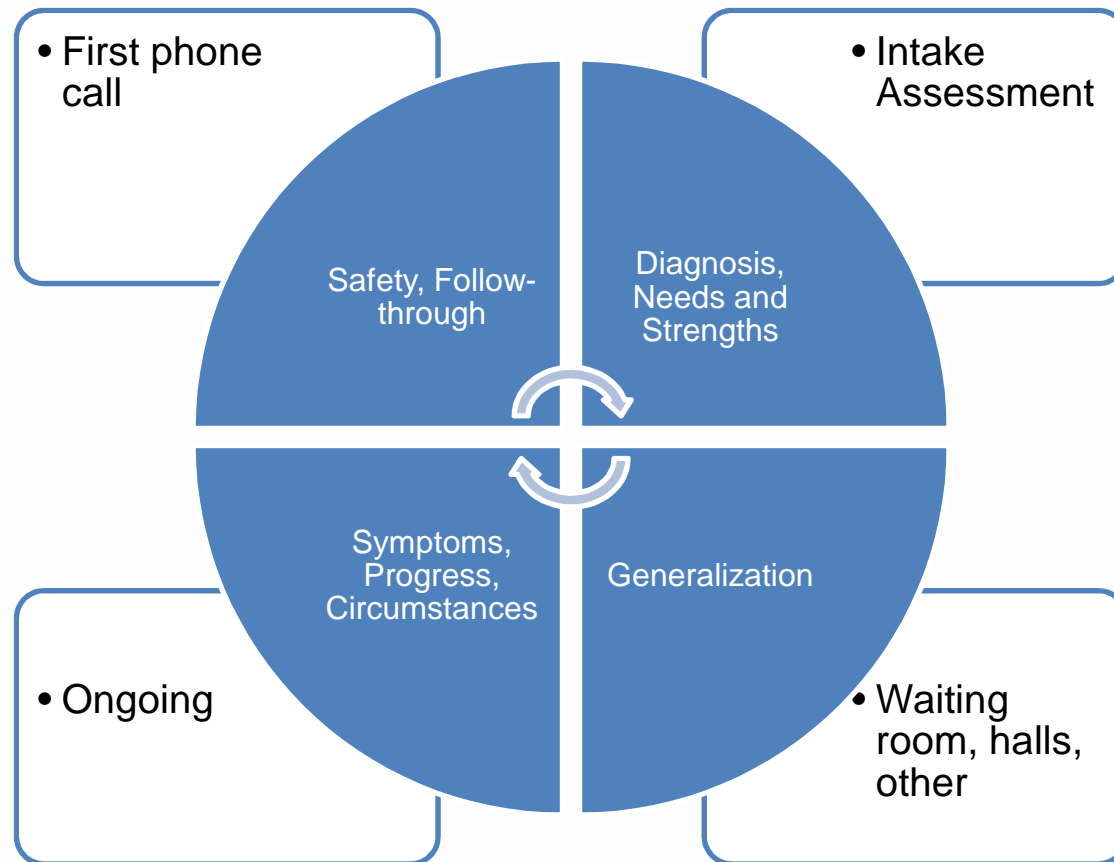 • First phone
call
• Intake
Assessment
Safety, Follow-
through
Diagnosis,
Needs and
Strengths
Symptoms,
Progress,
Circumstances
Generalization
• Ongoing
• Waiting
room, halls,
other